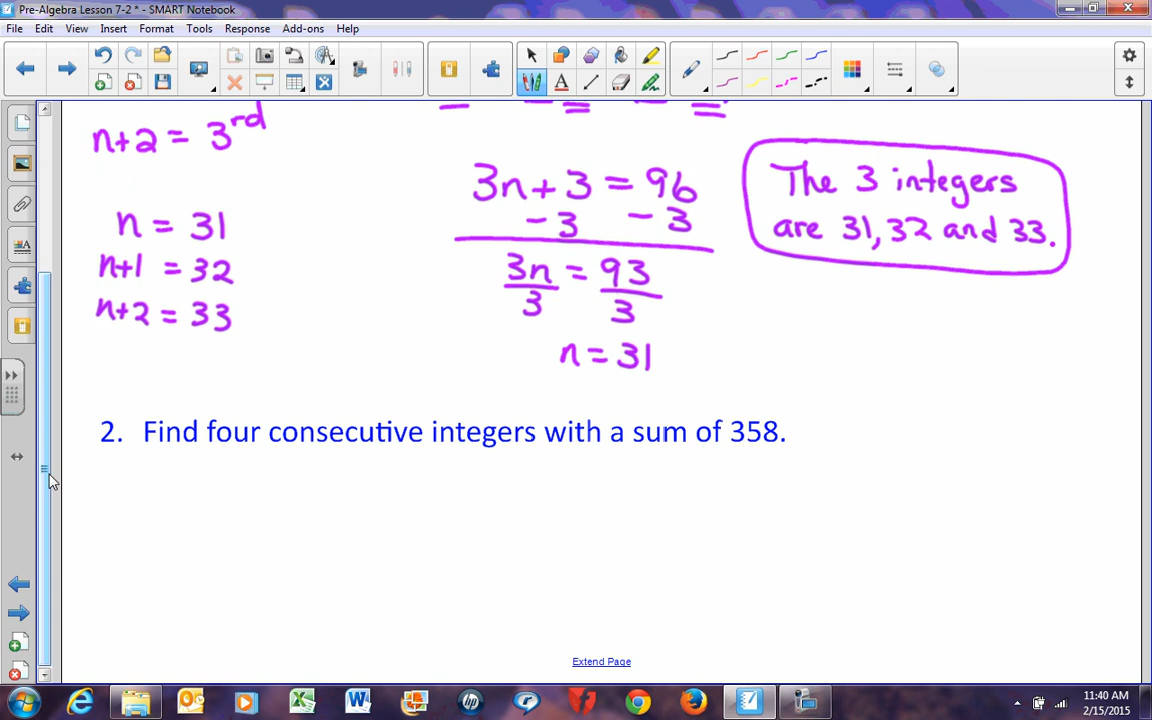 Pre-Algebra Lesson 7-2 * - SMART Notebook
File Edit View Insert Format Tools Response Add-ons Help
n+2 = 3rd
3n+3 = 96
-3 -3
3n = 93
3 3
n = 31
The 3 integers
are 31, 32 and 33.
n = 31
n+1 = 32
n+2 = 33
2. Find four consecutive integers with a sum of 358.
Extend Page
11:40 AM
2/15/2015